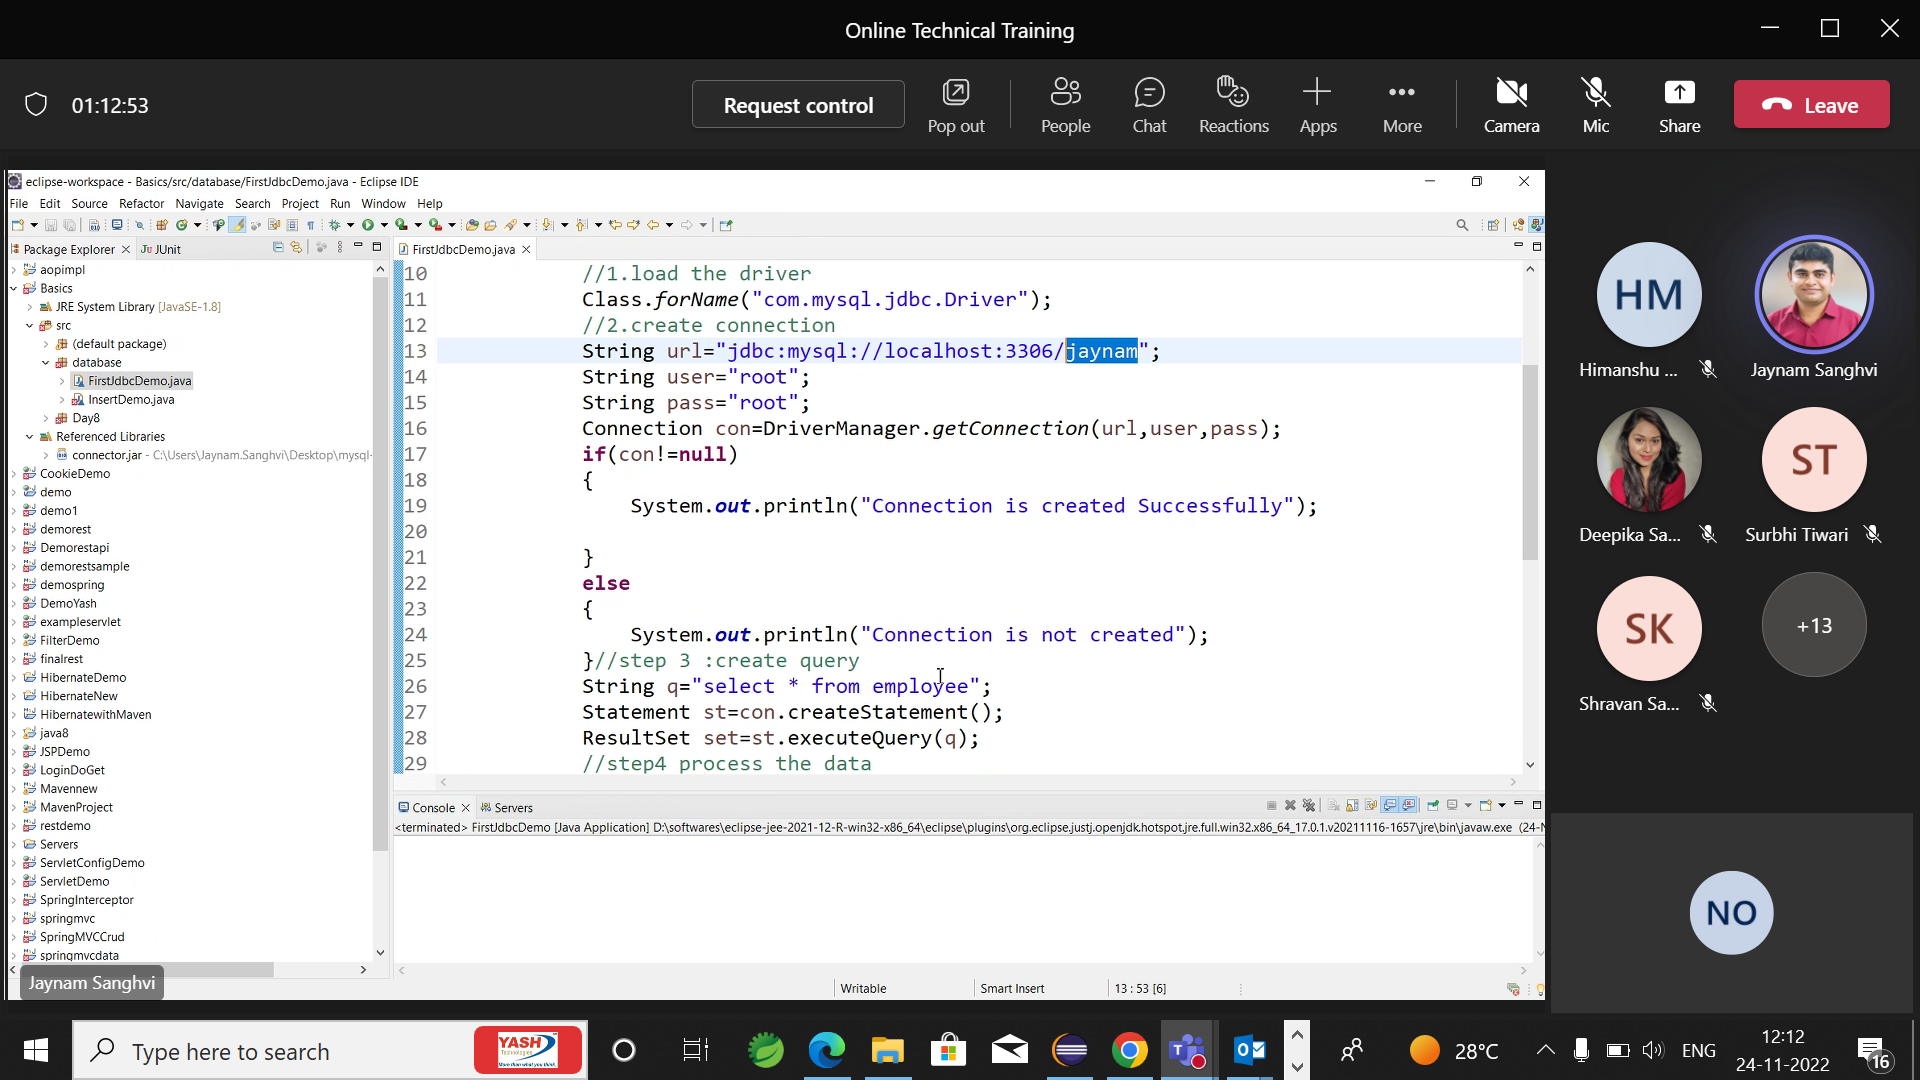 Online Technical Training
01:12:53
Request control
Pop out
People
Chat
Reactions
Apps
More
Camera
Mic
Share
Leave
eclipse-workspace - Basics/src/database/FirstJdbcDemo.java - Eclipse IDE
File Edit Source Refactor Navigate Search Project Run Window Help
Package Explorer
JUnit
aopimpl
Basics
JRE System Library [JavaSE-1.8]
src
(default package)
database
FirstJdbcDemo.java
InsertDemo.java
Day8
Referenced Libraries
connector.jar - C:\Users\Jaynam.Sanghvi\Desktop\mysql-
CookieDemo
demo
demo1
demorest
Demorestapi
demorestsample
demospring
DemoYash
exampleservlet
FilterDemo
finalrest
HibernateDemo
HibernateNew
HibernatewithMaven
java8
JSPDemo
LoginDoGet
Mavennew
MavenProject
restdemo
Servers
ServletConfigDemo
ServletDemo
SpringInterceptor
springmvc
SpringMVCCrud
springmvcdata
Jaynam Sanghvi
FirstJdbcDemo.java
10 //1.load the driver
11 Class.forName("com.mysql.jdbc.Driver");
12 //2.create connection
13 String url="jdbc:mysql://localhost:3306/jaynam";
14 String user="root";
15 String pass="root";
16 Connection con=DriverManager.getConnection(url,user,pass);
17 if(con!=null)
18 {
19 System.out.println("Connection is created Successfully");
20
21 }
22 else
23 {
24 System.out.println("Connection is not created");
25 }//step 3 :create query
26 String q="select * from employee";
27 Statement st=con.createStatement();
28 ResultSet set=st.executeQuery(q);
29 //step4 process the data
Console
Servers
<terminated> FirstJdbcDemo [Java Application] D:\softwares\eclipse-jee-2021-12-R-win32-x86_64\eclipse\plugins\org.eclipse.justj.openjdk.hotspot.jre.full.win32.x86_64_17.0.1.v20211116-1657\jre\bin\javaw.exe (24-N
Writable
Smart Insert
13 : 53 [6]
HM
Himanshu ...
Jaynam Sanghvi
Deepika Sa...
ST
Surbhi Tiwari
SK
Shravan Sa...
+13
NO
Type here to search
YASH
Technologies
More than what you think.
28°C
ENG
12:12
24-11-2022
16